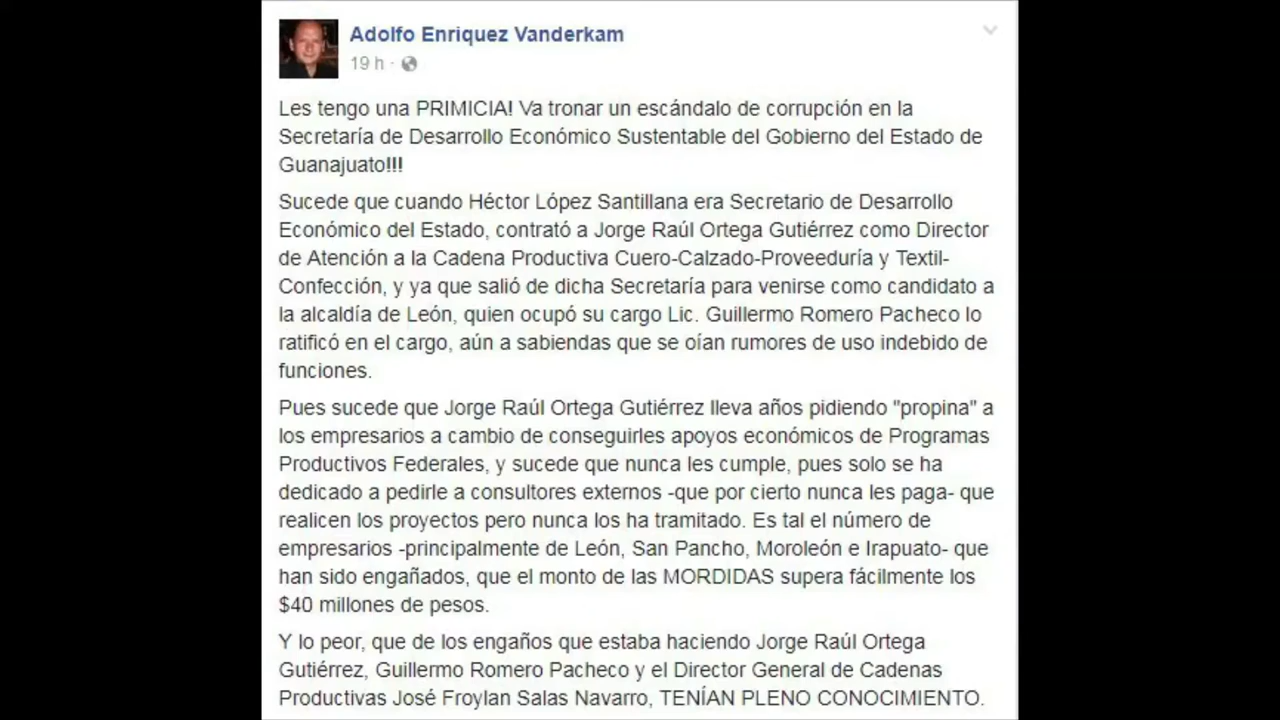 Adolfo Enriquez Vanderkam
19 h ·
Les tengo una PRIMICIA! Va tronar un escándalo de corrupción en la
Secretaría de Desarrollo Económico Sustentable del Gobierno del Estado de
Guanajuato!!!
Sucede que cuando Héctor López Santillana era Secretario de Desarrollo
Económico del Estado, contrató a Jorge Raúl Ortega Gutiérrez como Director
de Atención a la Cadena Productiva Cuero-Calzado-Proveeduría y Textil-
Confección, y ya que salió de dicha Secretaría para venirse como candidato a
la alcaldía de León, quien ocupó su cargo Lic. Guillermo Romero Pacheco lo
ratificó en el cargo, aún a sabiendas que se oían rumores de uso indebido de
funciones.
Pues sucede que Jorge Raúl Ortega Gutiérrez lleva años pidiendo "propina" a
los empresarios a cambio de conseguirles apoyos económicos de Programas
Productivos Federales, y sucede que nunca les cumple, pues solo se ha
dedicado a pedirle a consultores externos -que por cierto nunca les paga- que
realicen los proyectos pero nunca los ha tramitado. Es tal el número de
empresarios -principalmente de León, San Pancho, Moroleón e Irapuato- que
han sido engañados, que el monto de las MORDIDAS supera fácilmente los
$40 millones de pesos.
Y lo peor, que de los engaños que estaba haciendo Jorge Raúl Ortega
Gutiérrez, Guillermo Romero Pacheco y el Director General de Cadenas
Productivas José Froylan Salas Navarro, TENÍAN PLENO CONOCIMIENTO.